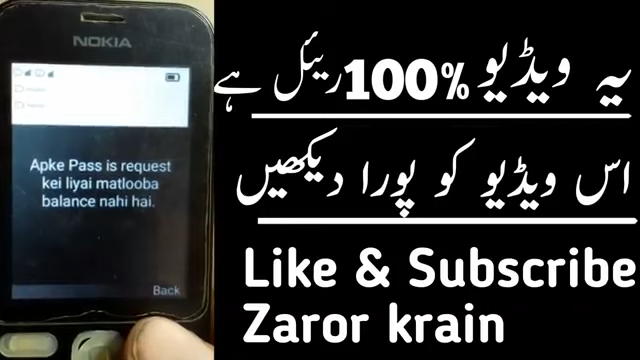 NOKIA
Apke Pass is request
kei liyai matlooba
balance nahi hai.
Back
یہ ویڈیو 100% ریئل ہے
اس ویڈیو کو پورا دیکھیں
Like & Subscribe
Zaror krain